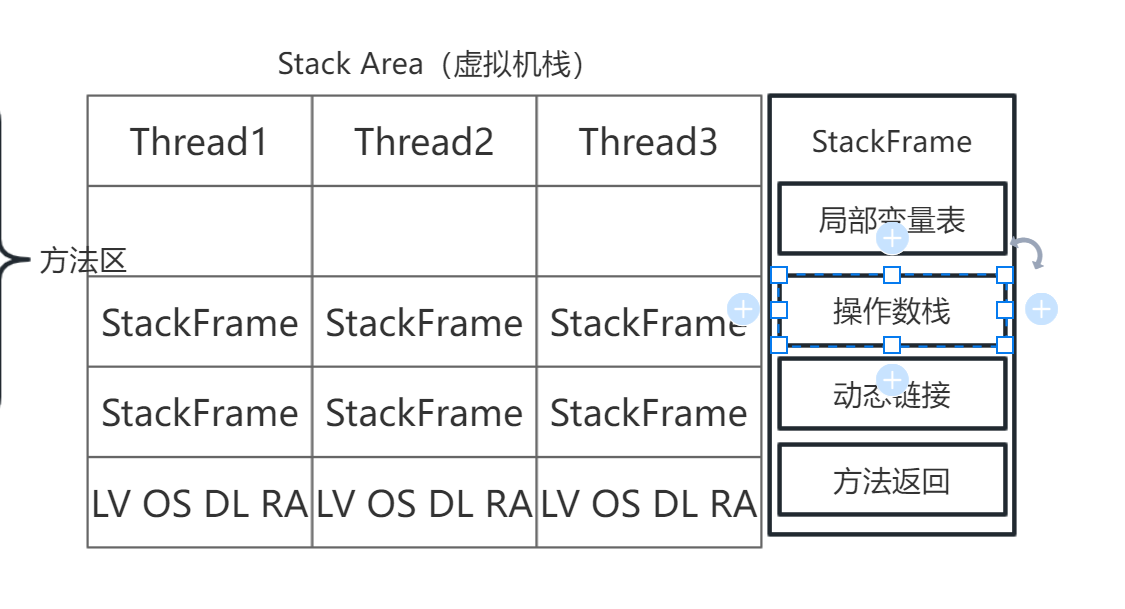 Stack Area（虚拟机栈）
Thread1 Thread2 Thread3
StackFrame
局部变量表
方法区
操作数栈
StackFrame StackFrame StackFrame
动态链接
StackFrame StackFrame StackFrame
方法返回
LV OS DL RA LV OS DL RA LV OS DL RA